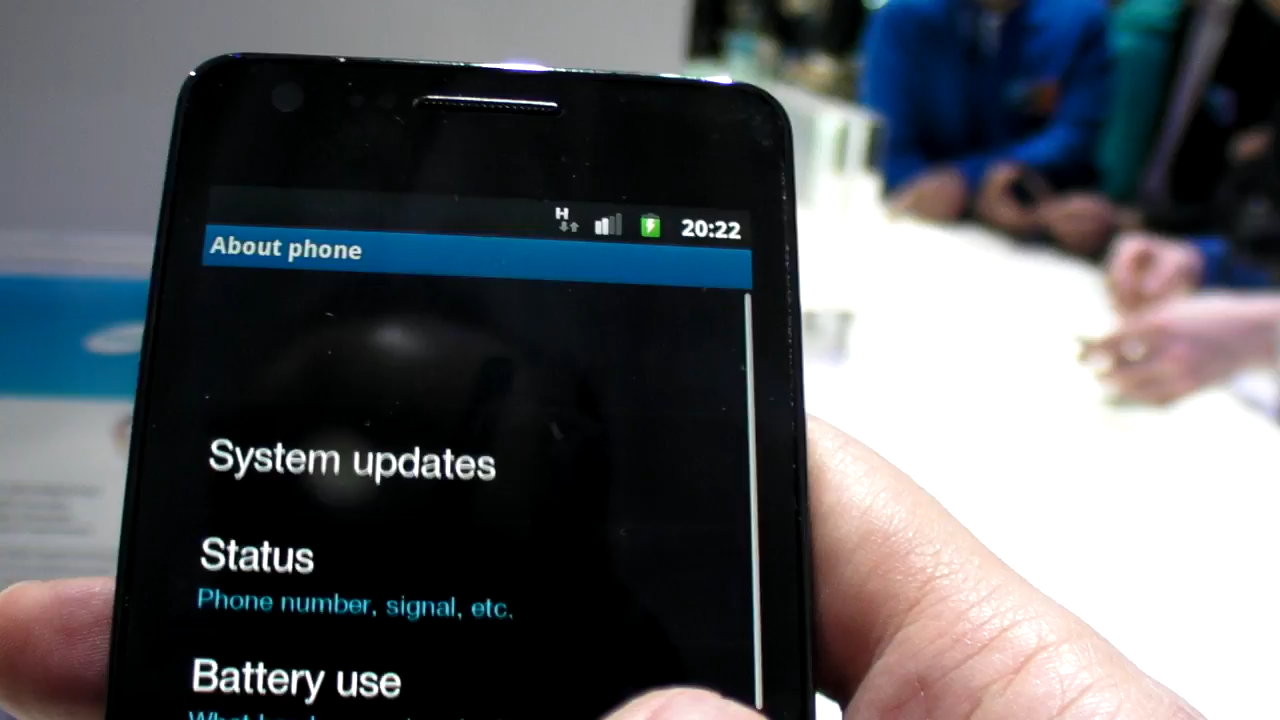 H 20:22
About phone
System updates
Status
Phone number, signal, etc.
Battery use